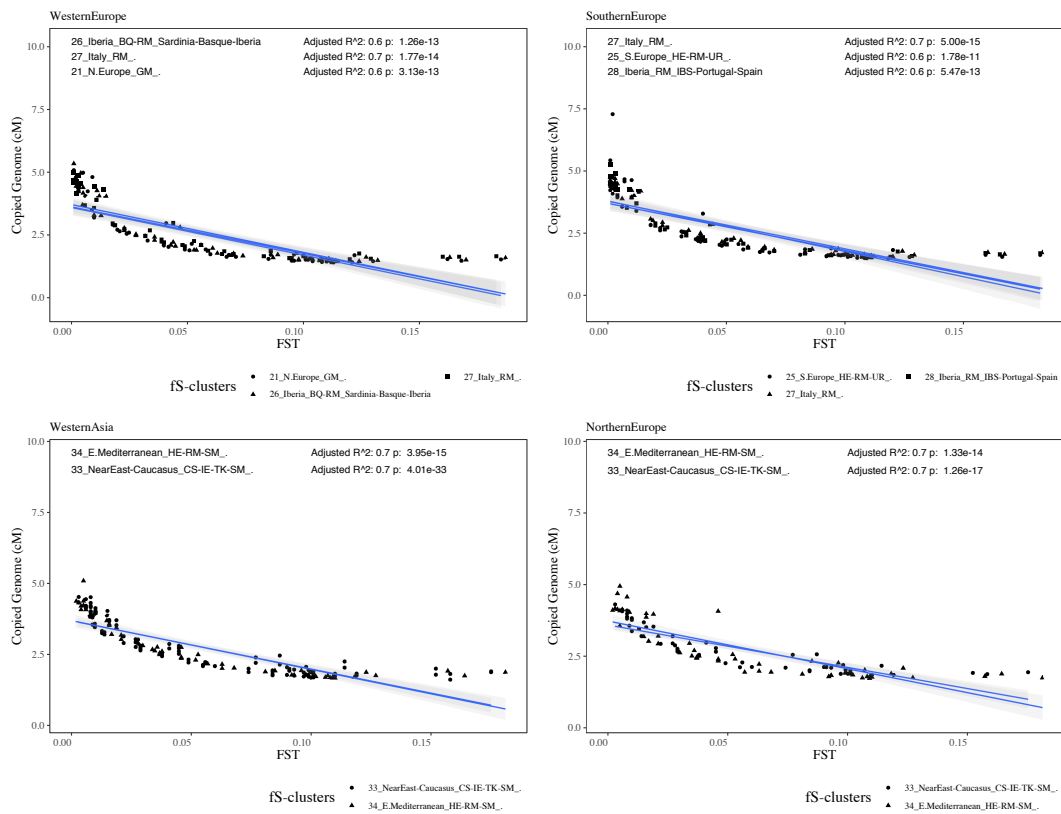 WesternEurope
10.0
7.5
5.0
2.5
0.0
Copied Genome (cM)
26_Iberia_BQ-RM_Sardinia-Basque-Iberia Adjusted R^2: 0.6 p: 1.26e-13
27_Italy_RM_. Adjusted R^2: 0.7 p: 1.77e-14
21_N.Europe_GM_. Adjusted R^2: 0.6 p: 3.13e-13
0.00 0.05 0.10 0.15
FST
fS-clusters
21_N.Europe_GM_. 27_Italy_RM_.
26_Iberia_BQ-RM_Sardinia-Basque-Iberia
SouthernEurope
10.0
7.5
5.0
2.5
0.0
Copied Genome (cM)
27_Italy_RM_. Adjusted R^2: 0.7 p: 5.00e-15
25_S.Europe_HE-RM-UR_. Adjusted R^2: 0.6 p: 1.78e-11
28_Iberia_RM_IBS-Portugal-Spain Adjusted R^2: 0.6 p: 5.47e-13
0.00 0.05 0.10 0.15
FST
fS-clusters
25_S.Europe_HE-RM-UR_. 28_Iberia_RM_IBS-Portugal-Spain
27_Italy_RM_.
WesternAsia
10.0
7.5
5.0
2.5
0.0
Copied Genome (cM)
34_E.Mediterranean_HE-RM-SM_. Adjusted R^2: 0.7 p: 3.95e-15
33_NearEast-Caucasus_CS-IE-TK-SM_. Adjusted R^2: 0.7 p: 4.01e-33
0.00 0.05 0.10 0.15
FST
fS-clusters
33_NearEast-Caucasus_CS-IE-TK-SM_.
34_E.Mediterranean_HE-RM-SM_.
NorthernEurope
10.0
7.5
5.0
2.5
0.0
Copied Genome (cM)
34_E.Mediterranean_HE-RM-SM_. Adjusted R^2: 0.7 p: 1.33e-14
33_NearEast-Caucasus_CS-IE-TK-SM_. Adjusted R^2: 0.7 p: 1.26e-17
0.00 0.05 0.10 0.15
FST
fS-clusters
33_NearEast-Caucasus_CS-IE-TK-SM_.
34_E.Mediterranean_HE-RM-SM_.